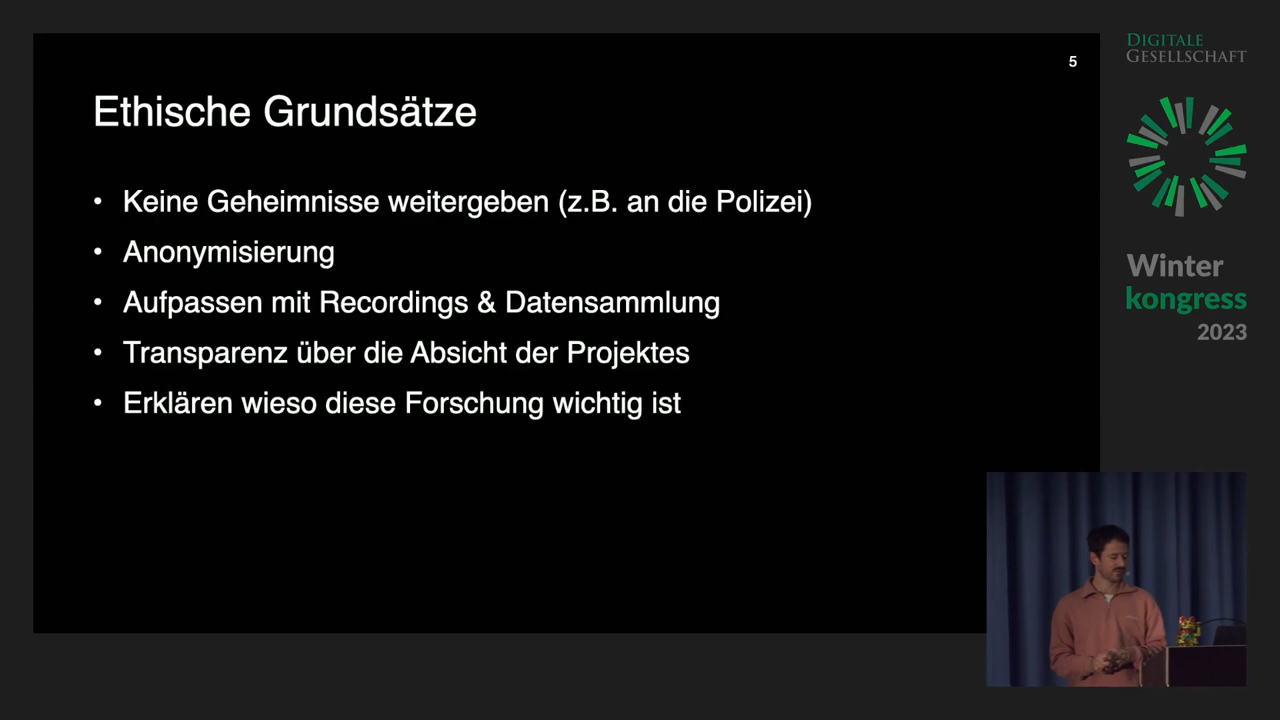 5
Ethische Grundsätze
• Keine Geheimnisse weitergeben (z.B. an die Polizei)
• Anonymisierung
• Aufpassen mit Recordings & Datensammlung
• Transparenz über die Absicht der Projektes
• Erklären wieso diese Forschung wichtig ist
DIGITALE
GESELLSCHAFT
Winter
kongress
2023